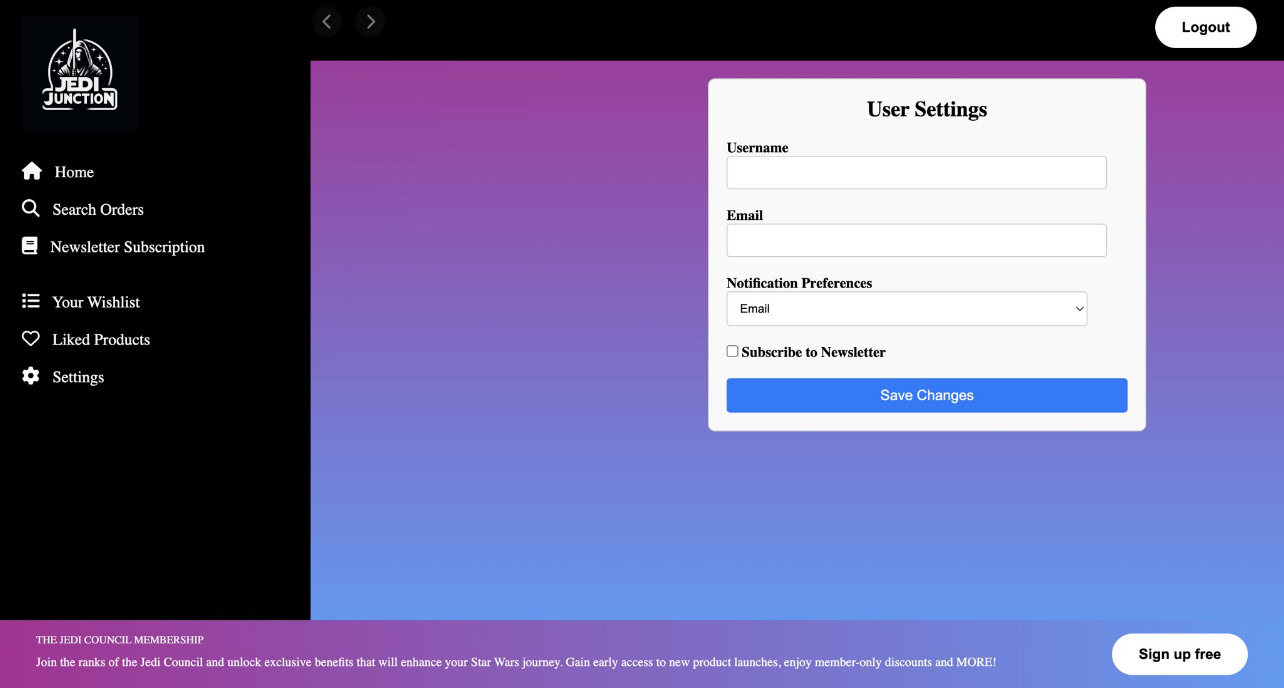 JEDI
JUNCTION
Logout
Home
Search Orders
Newsletter Subscription
Your Wishlist
Liked Products
Settings
User Settings
Username
Email
Notification Preferences
Email
Subscribe to Newsletter
Save Changes
THE JEDI COUNCIL MEMBERSHIP
Join the ranks of the Jedi Council and unlock exclusive benefits that will enhance your Star Wars journey. Gain early access to new product launches, enjoy member-only discounts and MORE!
Sign up free